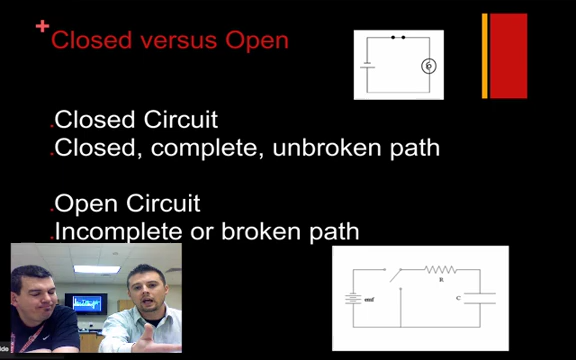 Closed versus Open
Closed Circuit
Closed, complete, unbroken path
Open Circuit
Incomplete or broken path
emf
R
C